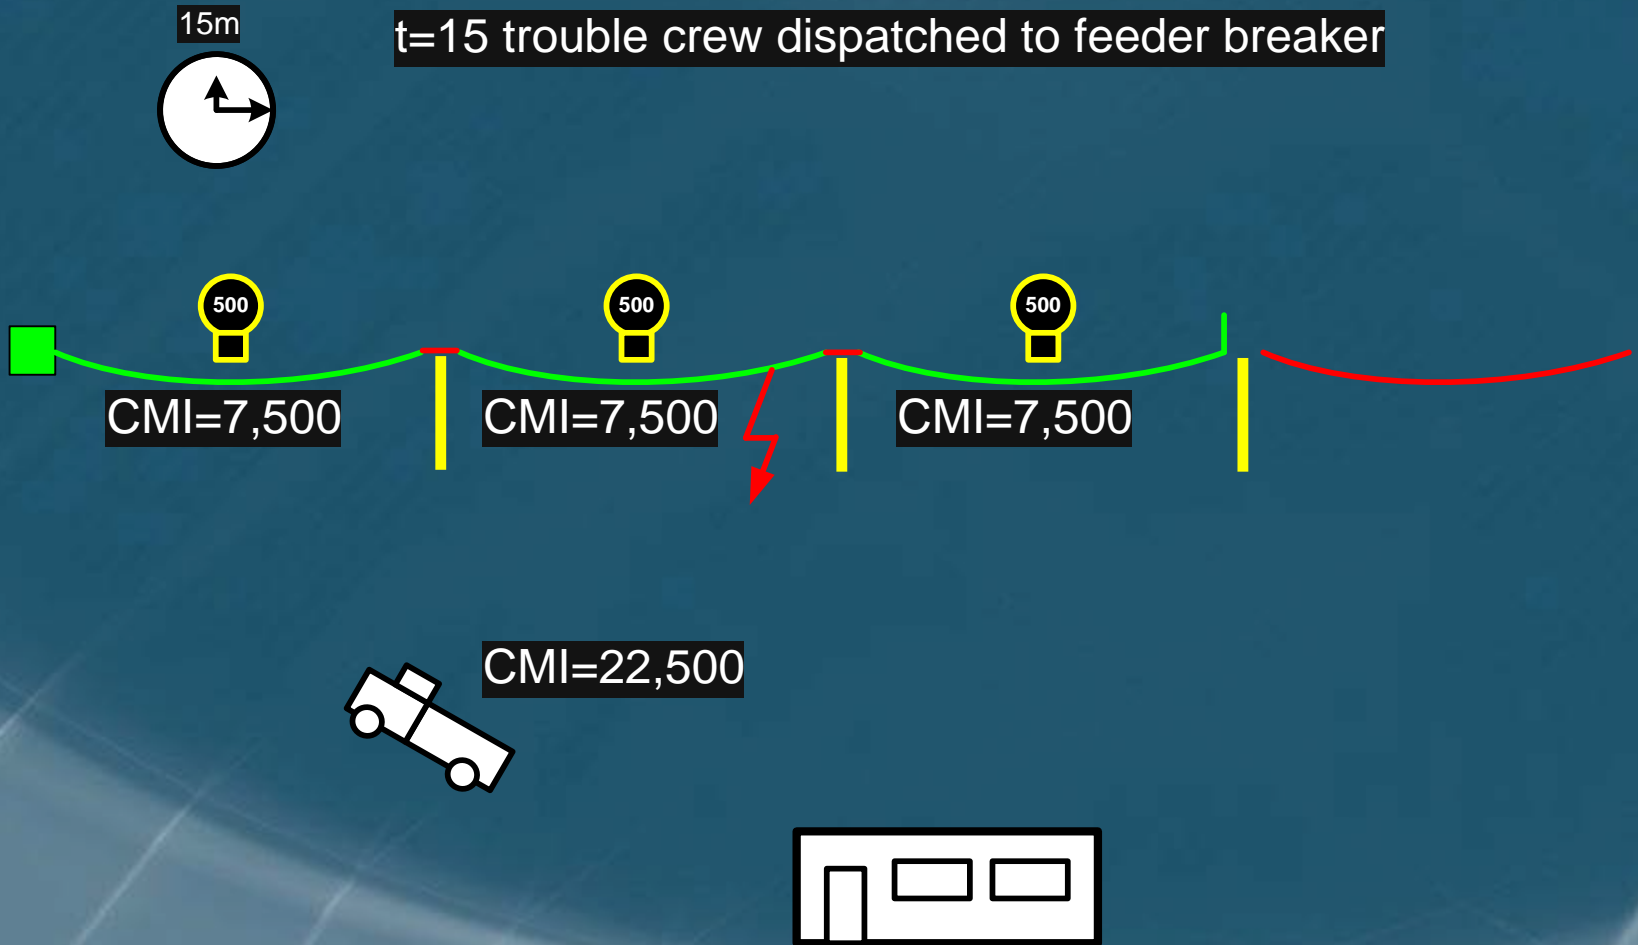 15m
t=15 trouble crew dispatched to feeder breaker
500
500
500
CMI=7,500
CMI=7,500
CMI=7,500
CMI=22,500